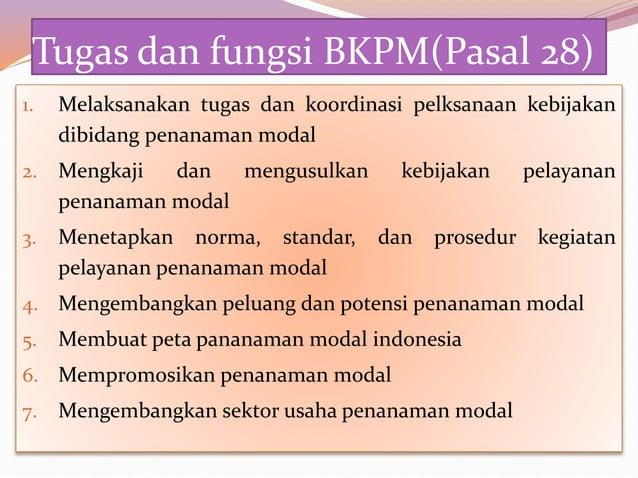 Tugas dan fungsi BKPM(Pasal 28)
1. Melaksanakan tugas dan koordinasi pelksanaan kebijakan
dibidang penanaman modal
2. Mengkaji dan mengusulkan kebijakan pelayanan
penanaman modal
3. Menetapkan norma, standar, dan prosedur kegiatan
pelayanan penanaman modal
4. Mengembangkan peluang dan potensi penanaman modal
5. Membuat peta pananaman modal indonesia
6. Mempromosikan penanaman modal
7. Mengembangkan sektor usaha penanaman modal